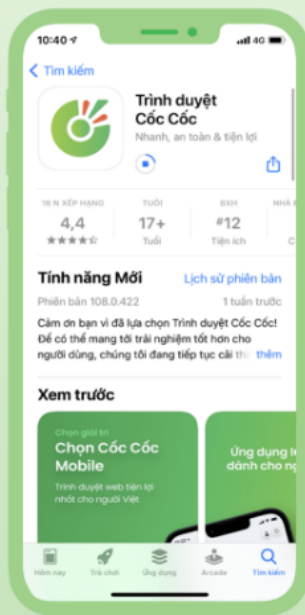 10:40
4G
Tìm kiếm
Trình duyệt
Cốc Cốc
Nhanh, an toàn & tiện lợi
16 N XẾP HẠNG
4,4
TUỔI
17+
Tuổi
BXH
#12
Tiện ích
NHÀ
C
Tính năng Mới
Lịch sử phiên bản
Phiên bản 108.0.422
1 tuần trước
Cảm ơn bạn vì đã lựa chọn Trình duyệt Cốc Cốc!
Để có thể mang tới trải nghiệm tốt hơn cho
người dùng, chúng tôi đang tiếp tục cải thi thêm
Xem trước
Chọn giải trí
Chọn Cốc Cốc
Mobile
Trình duyệt web tiện lợi
nhất cho người Việt
Ứng dụng
dành cho
Hôm nay
Trò chơi
Ứng dụng
Arcade
Tìm kiếm